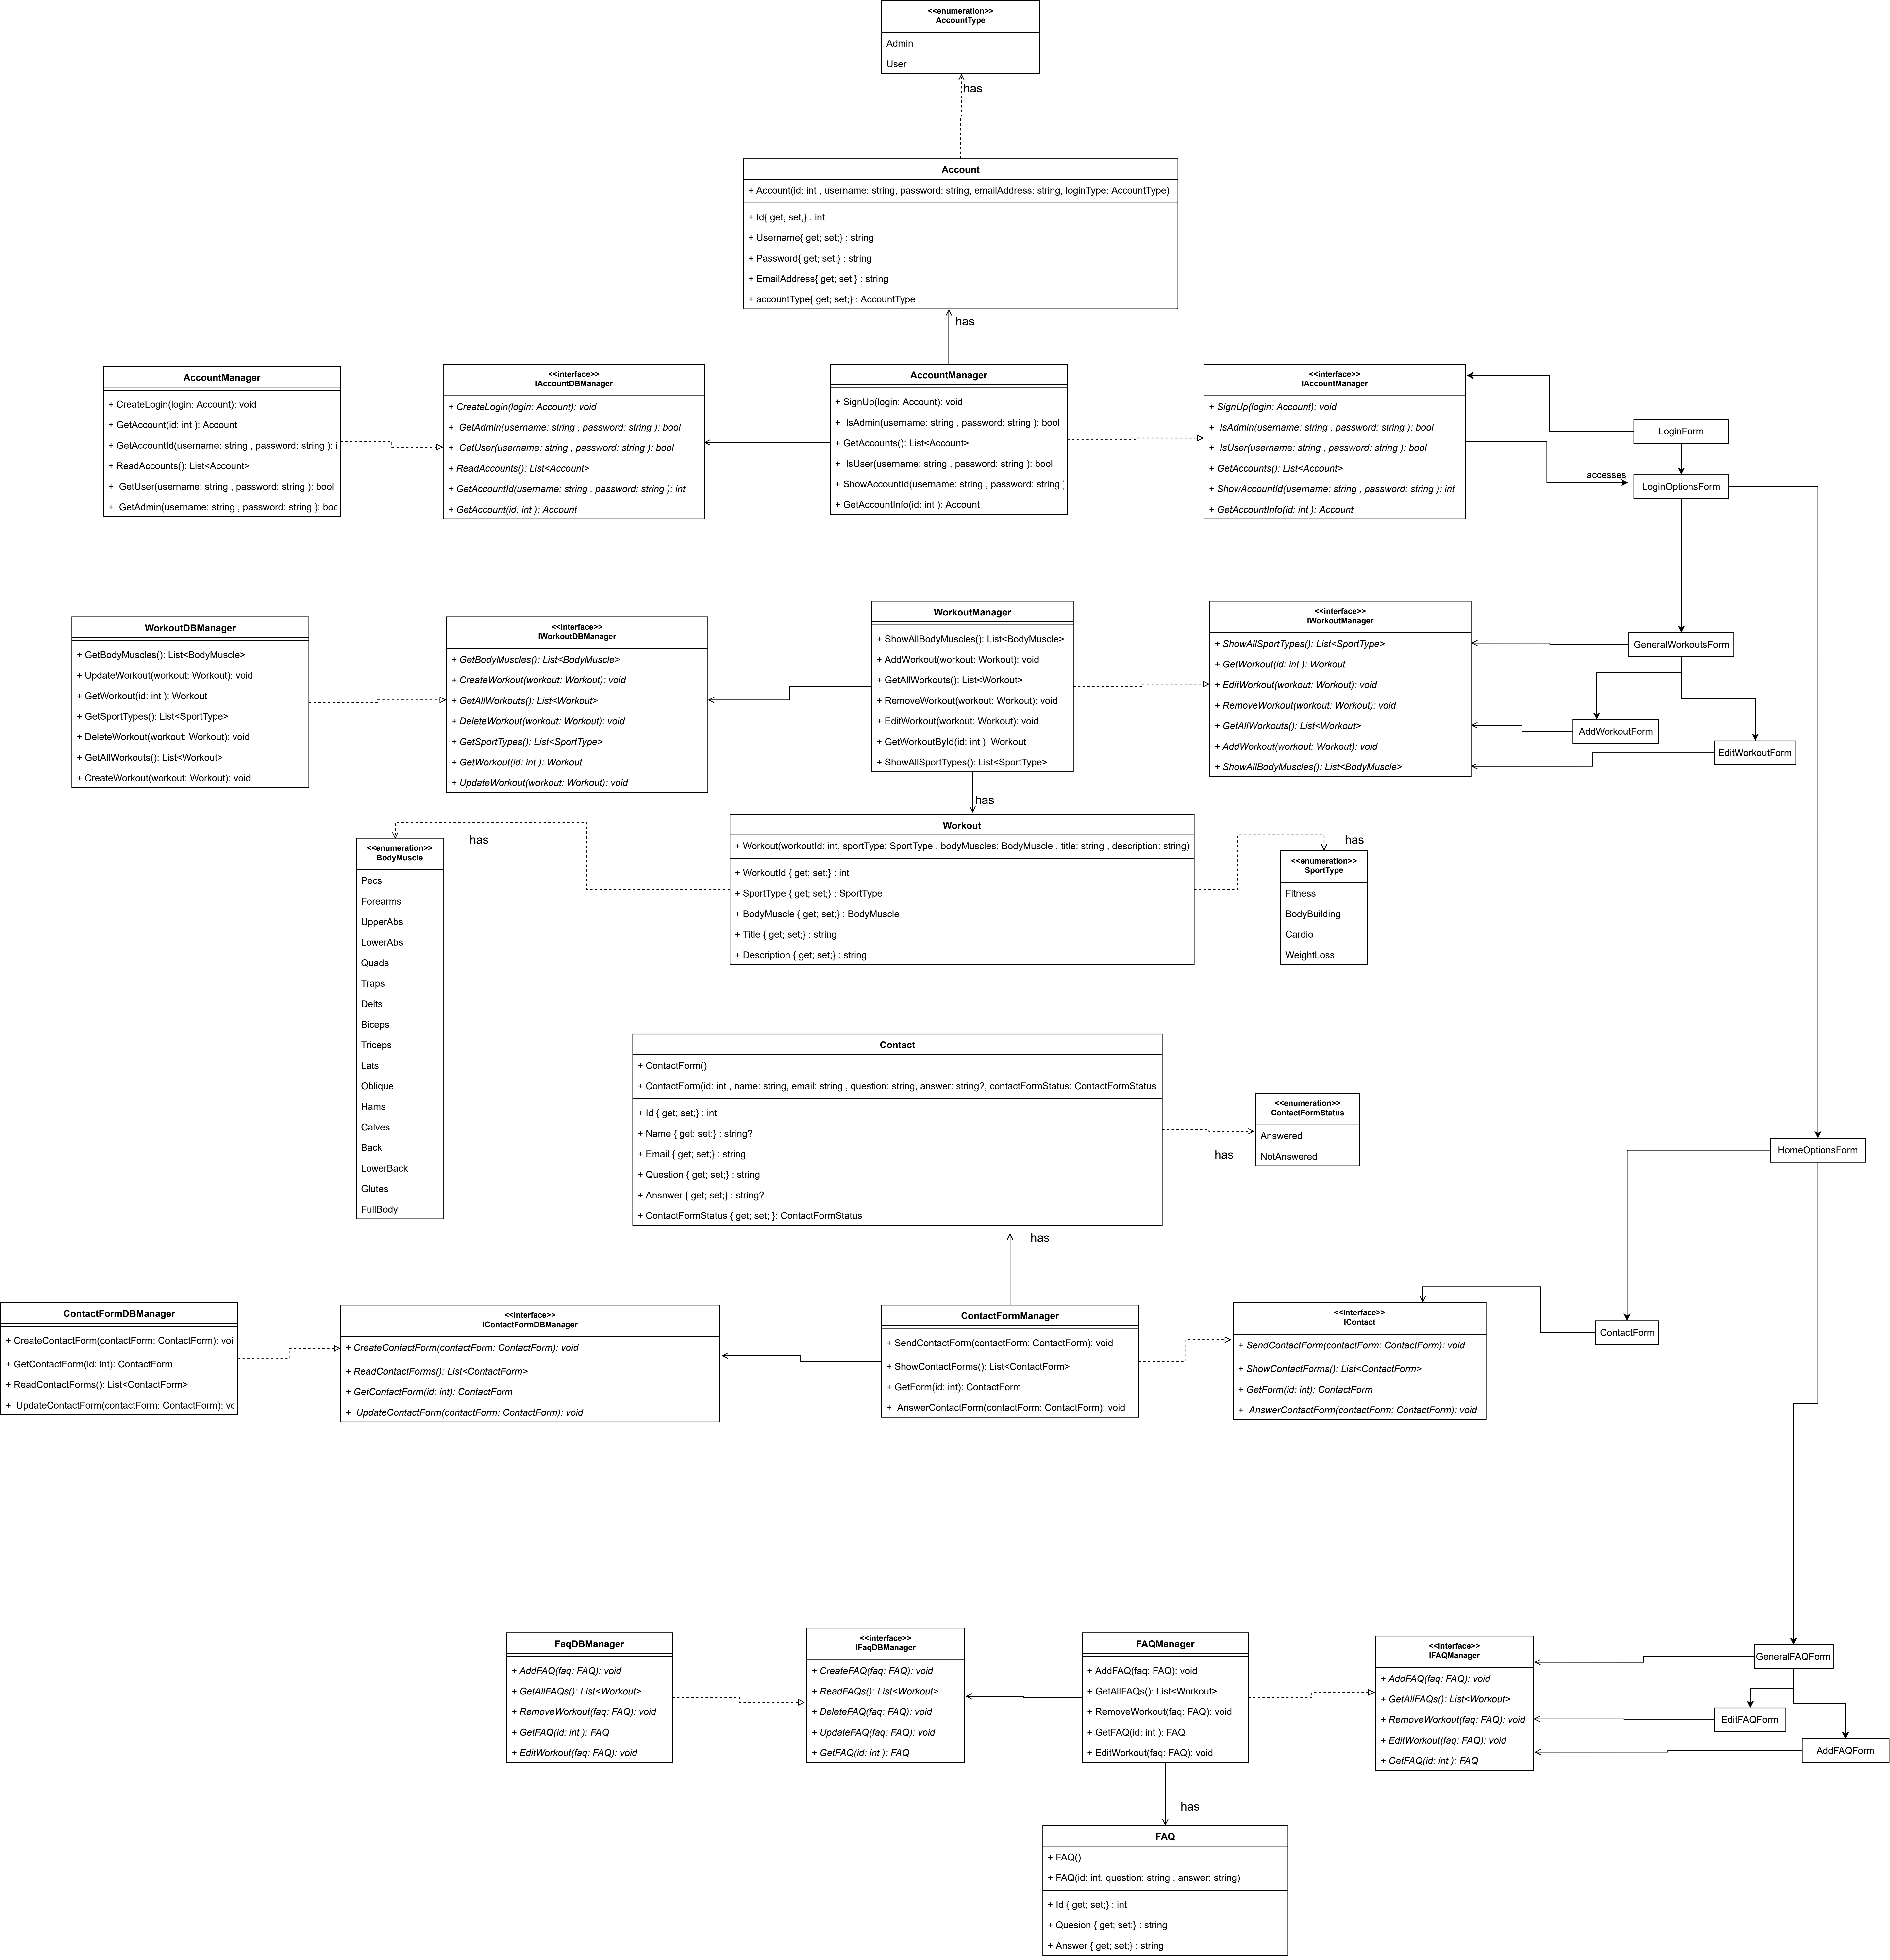 <<enumeration>>
AccountType
Admin
User
has
Account
+ Account(id: int , username: string, password: string, emailAddress: string, loginType: AccountType)
+ Id{ get; set;} : int
+ Username{ get; set;} : string
+ Password{ get; set;} : string
+ EmailAddress{ get; set;} : string
+ accountType{ get; set;} : AccountType
has
AccountManager
+ CreateLogin(login: Account): void
+ GetAccount(id: int ): Account
+ GetAccountId(username: string , password: string ): i
+ ReadAccounts(): List<Account>
+ GetUser(username: string , password: string ): bool
+ GetAdmin(username: string , password: string ): boo
<<interface>>
IAccountDBManager
+ CreateLogin(login: Account): void
+ GetAdmin(username: string , password: string ): bool
+ GetUser(username: string , password: string ): bool
+ ReadAccounts(): List<Account>
+ GetAccountId(username: string , password: string ): int
+ GetAccount(id: int ): Account
AccountManager
+ SignUp(login: Account): void
+ IsAdmin(username: string , password: string ): bool
+ GetAccounts(): List<Account>
+ IsUser(username: string , password: string ): bool
+ ShowAccountId(username: string , password: string )
+ GetAccountInfo(id: int ): Account
<<interface>>
IAccountManager
+ SignUp(login: Account): void
+ IsAdmin(username: string , password: string ): bool
+ IsUser(username: string , password: string ): bool
+ GetAccounts(): List<Account>
+ ShowAccountId(username: string , password: string ): int
+ GetAccountInfo(id: int ): Account
LoginForm
accesses
LoginOptionsForm
WorkoutDBManager
+ GetBodyMuscles(): List<BodyMuscle>
+ UpdateWorkout(workout: Workout): void
+ GetWorkout(id: int ): Workout
+ GetSportTypes(): List<SportType>
+ DeleteWorkout(workout: Workout): void
+ GetAllWorkouts(): List<Workout>
+ CreateWorkout(workout: Workout): void
<<interface>>
IWorkoutDBManager
+ GetBodyMuscles(): List<BodyMuscle>
+ CreateWorkout(workout: Workout): void
+ GetAllWorkouts(): List<Workout>
+ DeleteWorkout(workout: Workout): void
+ GetSportTypes(): List<SportType>
+ GetWorkout(id: int ): Workout
+ UpdateWorkout(workout: Workout): void
WorkoutManager
+ ShowAllBodyMuscles(): List<BodyMuscle>
+ AddWorkout(workout: Workout): void
+ GetAllWorkouts(): List<Workout>
+ RemoveWorkout(workout: Workout): void
+ EditWorkout(workout: Workout): void
+ GetWorkoutById(id: int ): Workout
+ ShowAllSportTypes(): List<SportType>
<<interface>>
IWorkoutManager
+ ShowAllSportTypes(): List<SportType>
+ GetWorkout(id: int ): Workout
+ EditWorkout(workout: Workout): void
+ RemoveWorkout(workout: Workout): void
+ GetAllWorkouts(): List<Workout>
+ AddWorkout(workout: Workout): void
+ ShowAllBodyMuscles(): List<BodyMuscle>
GeneralWorkoutsForm
AddWorkoutForm
EditWorkoutForm
has
has
has
Workout
+ Workout(workoutId: int, sportType: SportType , bodyMuscles: BodyMuscle , title: string , description: string)
+ WorkoutId { get; set;} : int
+ SportType { get; set;} : SportType
+ BodyMuscle { get; set;} : BodyMuscle
+ Title { get; set;} : string
+ Description { get; set;} : string
<<enumeration>>
BodyMuscle
Pecs
Forearms
UpperAbs
LowerAbs
Quads
Traps
Delts
Biceps
Triceps
Lats
Oblique
Hams
Calves
Back
LowerBack
Glutes
FullBody
<<enumeration>>
SportType
Fitness
BodyBuilding
Cardio
WeightLoss
Contact
+ ContactForm()
+ ContactForm(id: int , name: string, email: string , question: string, answer: string?, contactFormStatus: ContactFormStatus
+ Id { get; set;} : int
+ Name { get; set;} : string?
+ Email { get; set;} : string
+ Question { get; set;} : string
+ Ansnwer { get; set;} : string?
+ ContactFormStatus { get; set; }: ContactFormStatus
<<enumeration>>
ContactFormStatus
Answered
NotAnswered
has
HomeOptionsForm
has
ContactFormDBManager
+ CreateContactForm(contactForm: ContactForm): voi
+ GetContactForm(id: int): ContactForm
+ ReadContactForms(): List<ContactForm>
+ UpdateContactForm(contactForm: ContactForm): vo
<<interface>>
IContactFormDBManager
+ CreateContactForm(contactForm: ContactForm): void
+ ReadContactForms(): List<ContactForm>
+ GetContactForm(id: int): ContactForm
+ UpdateContactForm(contactForm: ContactForm): void
ContactFormManager
+ SendContactForm(contactForm: ContactForm): void
+ ShowContactForms(): List<ContactForm>
+ GetForm(id: int): ContactForm
+ AnswerContactForm(contactForm: ContactForm): void
<<interface>>
IContact
+ SendContactForm(contactForm: ContactForm): void
+ ShowContactForms(): List<ContactForm>
+ GetForm(id: int): ContactForm
+ AnswerContactForm(contactForm: ContactForm): void
ContactForm
FaqDBManager
+ AddFAQ(faq: FAQ): void
+ GetAllFAQs(): List<Workout>
+ RemoveWorkout(faq: FAQ): void
+ GetFAQ(id: int ): FAQ
+ EditWorkout(faq: FAQ): void
<<interface>>
IFaqDBManager
+ CreateFAQ(faq: FAQ): void
+ ReadFAQs(): List<Workout>
+ DeleteFAQ(faq: FAQ): void
+ UpdateFAQ(faq: FAQ): void
+ GetFAQ(id: int ): FAQ
FAQManager
+ AddFAQ(faq: FAQ): void
+ GetAllFAQs(): List<Workout>
+ RemoveWorkout(faq: FAQ): void
+ GetFAQ(id: int ): FAQ
+ EditWorkout(faq: FAQ): void
<<interface>>
IFAQManager
+ AddFAQ(faq: FAQ): void
+ GetAllFAQs(): List<Workout>
+ RemoveWorkout(faq: FAQ): void
+ EditWorkout(faq: FAQ): void
+ GetFAQ(id: int ): FAQ
GeneralFAQForm
EditFAQForm
AddFAQForm
has
FAQ
+ FAQ()
+ FAQ(id: int, question: string , answer: string)
+ Id { get; set;} : int
+ Quesion { get; set;} : string
+ Answer { get; set;} : string